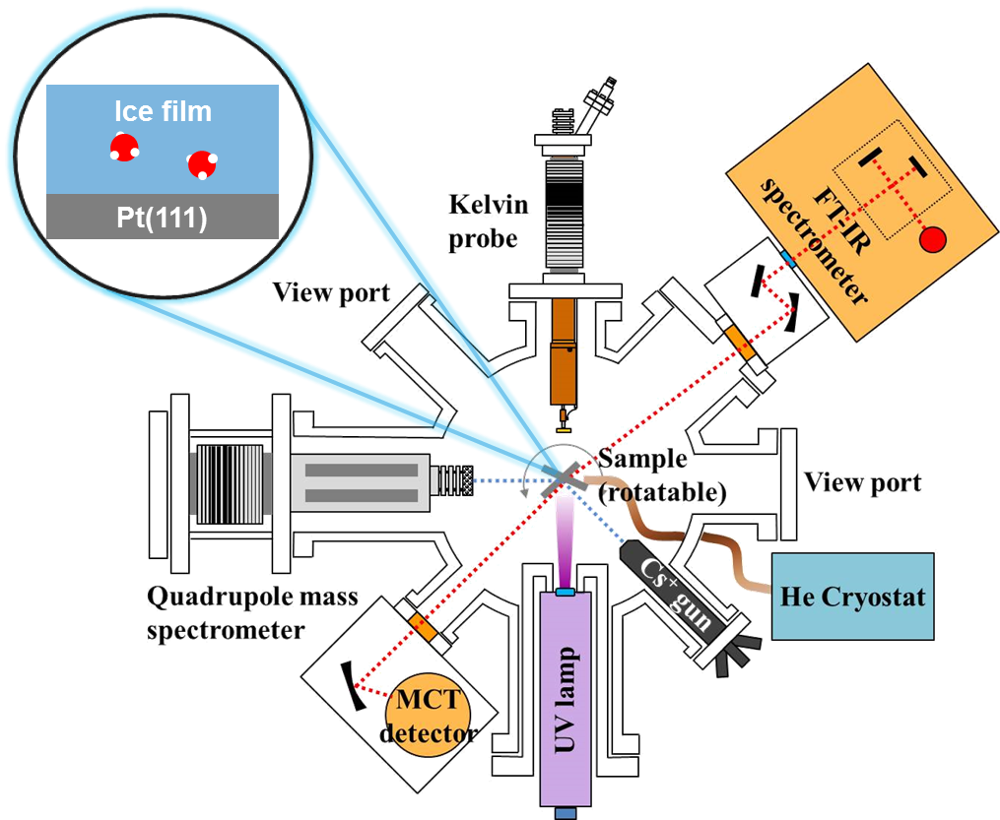 Ice film
Pt(111)
Kelvin
probe
FT-IR
spectrometer
View port
Sample
(rotatable)
View port
Quadrupole mass
spectrometer
Cs⁺ gun
He Cryostat
MCT
detector
UV lamp